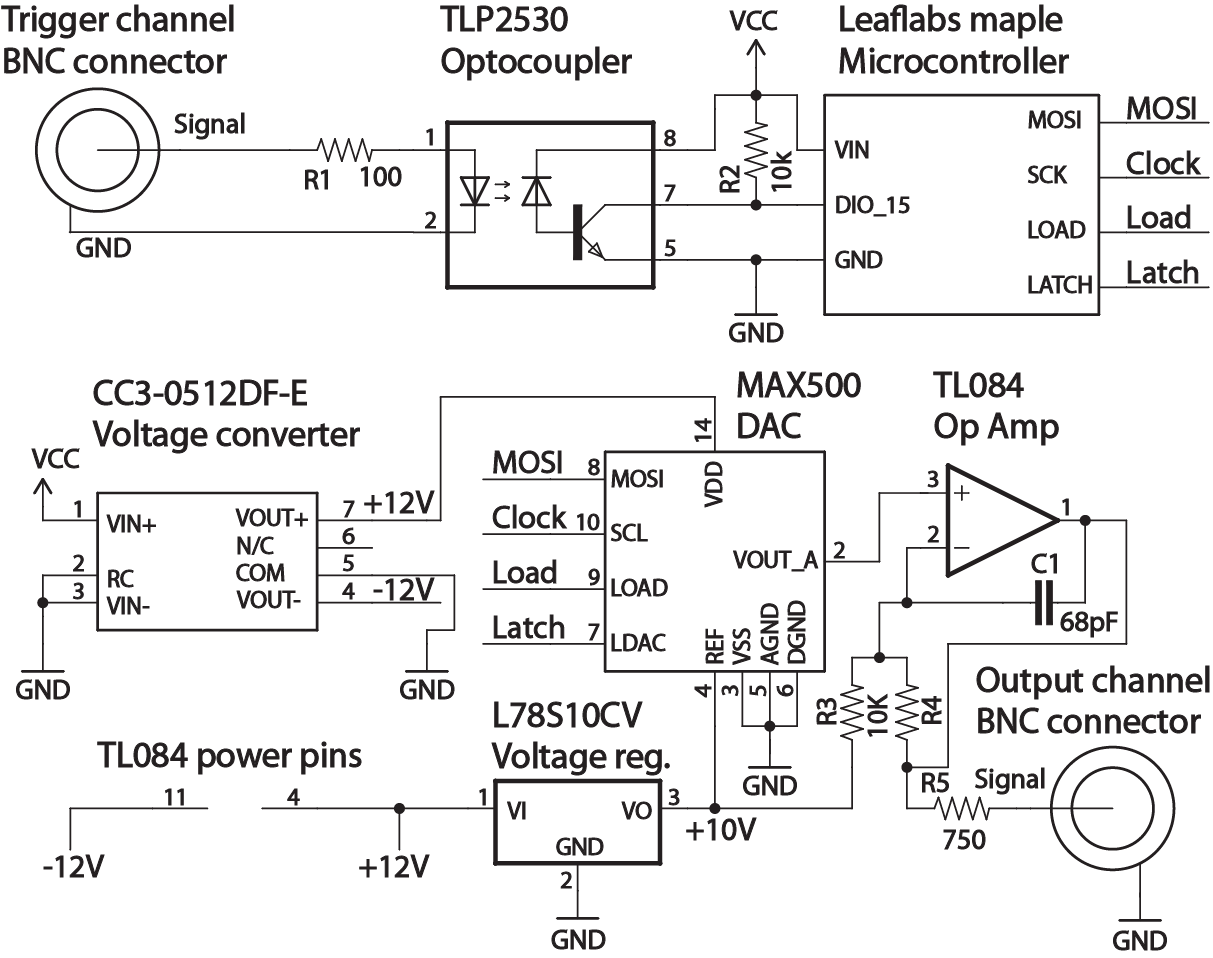 Trigger channel
BNC connector
TLP2530
Optocoupler
VCC
Leaflabs maple
Microcontroller
Signal
R1 100
GND
1
2
8
7
5
R2
10k
VIN
DIO_15
GND
MOSI
SCK
LOAD
LATCH
MOSI
Clock
Load
Latch
GND
CC3-0512DF-E
Voltage converter
VCC
1
2
3
VIN+
RC
VIN-
VOUT+
N/C
COM
VOUT-
7 +12V
6
5
4 -12V
GND
GND
MAX500
DAC
14
VDD
MOSI 8 MOSI
Clock 10 SCL
Load 9 LOAD
Latch 7 LDAC
VOUT_A 2
REF
VSS
AGND
DGND
4
3
5
6
GND
TL084
Op Amp
3 +
2 −
1
C1
68pF
R3
10K
R4
Output channel
BNC connector
R5
750
Signal
GND
TL084 power pins
11
4
-12V
+12V
L78S10CV
Voltage reg.
1 VI
VO 3
GND
2
+10V
GND